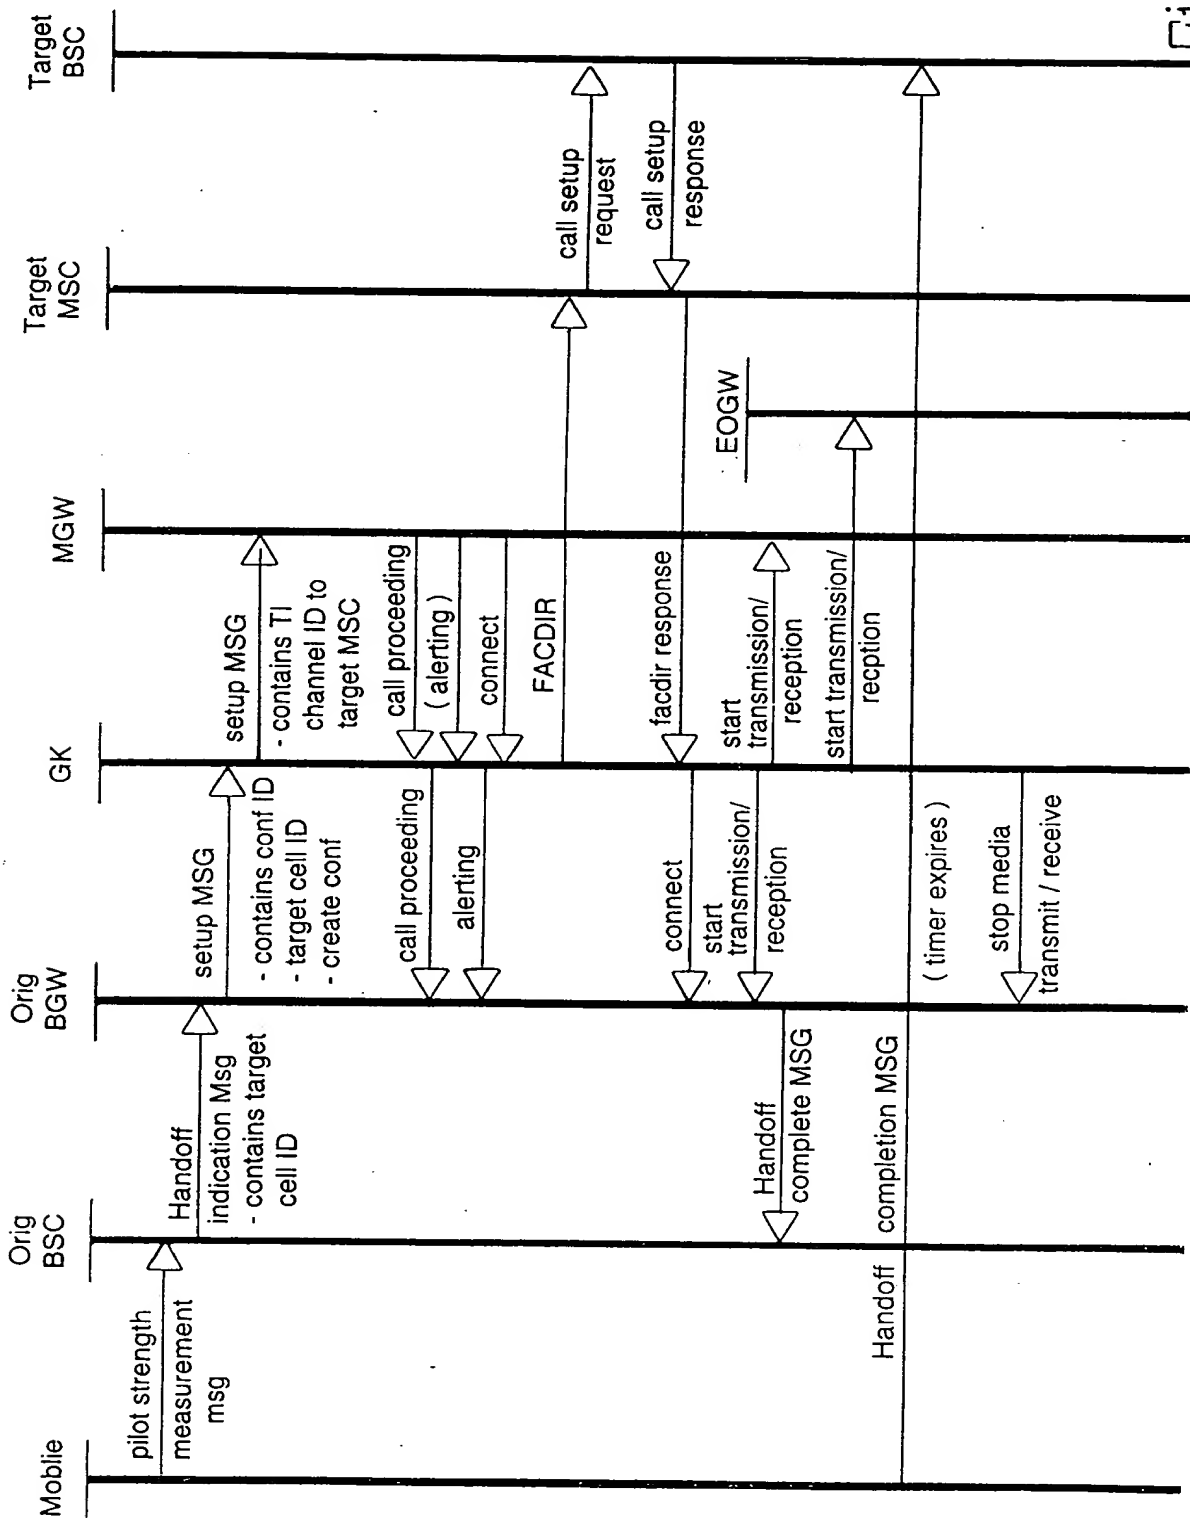 Moblie
Orig
BSC
Orig
BGW
GK
MGW
EOGW
Target
MSC
Target
BSC
pilot strength
measurement
msg
Handoff
indication Msg
- contains target
cell ID
setup MSG
- contains conf ID
- target cell ID
- create conf
setup MSG
- contains TI
channel ID to
target MSC
call proceeding
call proceeding
( alerting )
alerting
connect
FACDIR
call setup
request
call setup
response
facdir response
connect
start
transmission/
reception
start
transmission/
reception
Handoff
complete MSG
start transmission/
recption
Handoff completion MSG
( timer expires )
stop media
transmit / receive